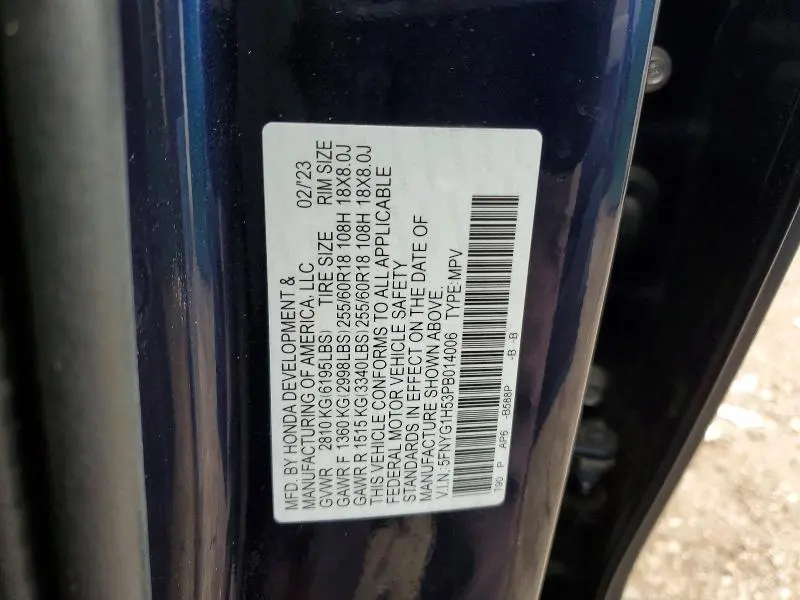 MFD. BY HONDA DEVELOPMENT &
MANUFACTURING OF AMERICA, LLC 02/'23
GVWR 2810 KG(6195LBS) TIRE SIZE RIM SIZE
GAWR F 1360 KG(2998LBS)255/60R18 108H 18X8.0J
GAWR R 1515 KG(3340LBS)255/60R18 108H 18X8.0J
THIS VEHICLE CONFORMS TO ALL APPLICABLE
FEDERAL MOTOR VEHICLE SAFETY
STANDARDS IN EFFECT ON THE DATE OF
MANUFACTURE SHOWN ABOVE.
V.I.N.:5FNYG1H53PB014006 TYPE:MPV
T90 P AP6 -B588P -B -B